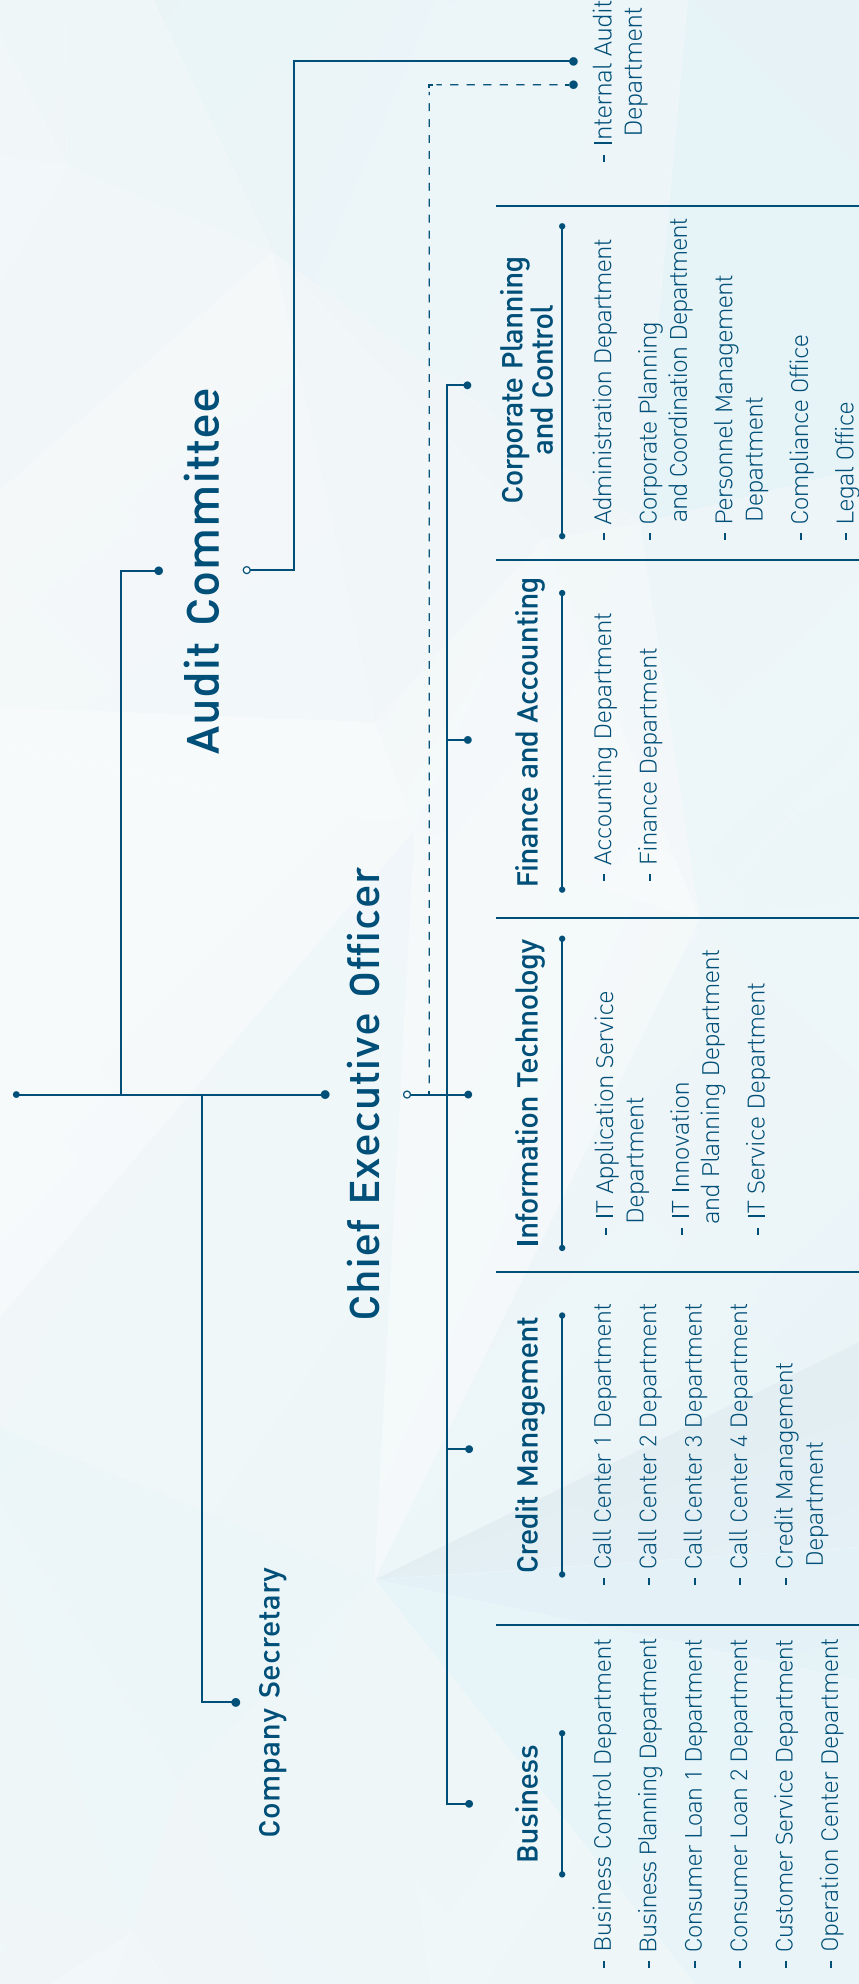 Audit Committee
Company Secretary
Chief Executive Officer
Business
- Business Control Department
- Business Planning Department
- Consumer Loan 1 Department
- Consumer Loan 2 Department
- Customer Service Department
- Operation Center Department
Credit Management
- Call Center 1 Department
- Call Center 2 Department
- Call Center 3 Department
- Call Center 4 Department
- Credit Management
Department
Information Technology
- IT Application Service
Department
- IT Innovation
and Planning Department
- IT Service Department
Finance and Accounting
- Accounting Department
- Finance Department
Corporate Planning
and Control
- Administration Department
- Corporate Planning
and Coordination Department
- Personnel Management
Department
- Compliance Office
- Legal Office
- Internal Audit
Department